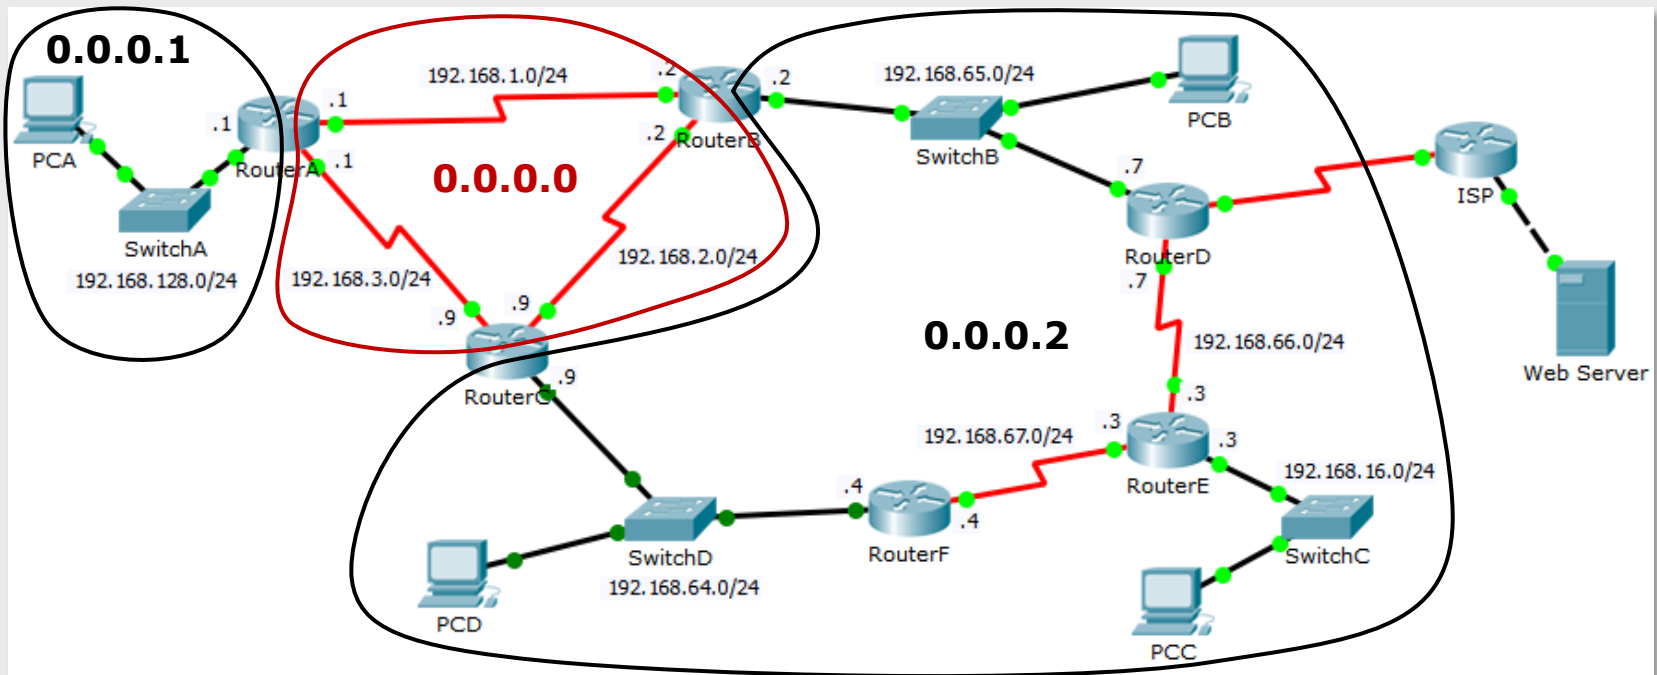 0.0.0.1
PCA
SwitchA
192.168.128.0/24
.1
RouterA
.1
.1
192.168.1.0/24
.2
0.0.0.0
.2
RouterB
.2
192.168.3.0/24
192.168.2.0/24
.9
.9
RouterC
.9
192.168.65.0/24
SwitchB
PCB
.7
RouterD
.7
ISP
Web Server
0.0.0.2
192.168.66.0/24
.3
192.168.67.0/24
.3
.3
RouterE
192.168.16.0/24
SwitchC
PCC
.4
RouterF
.4
SwitchD
192.168.64.0/24
PCD